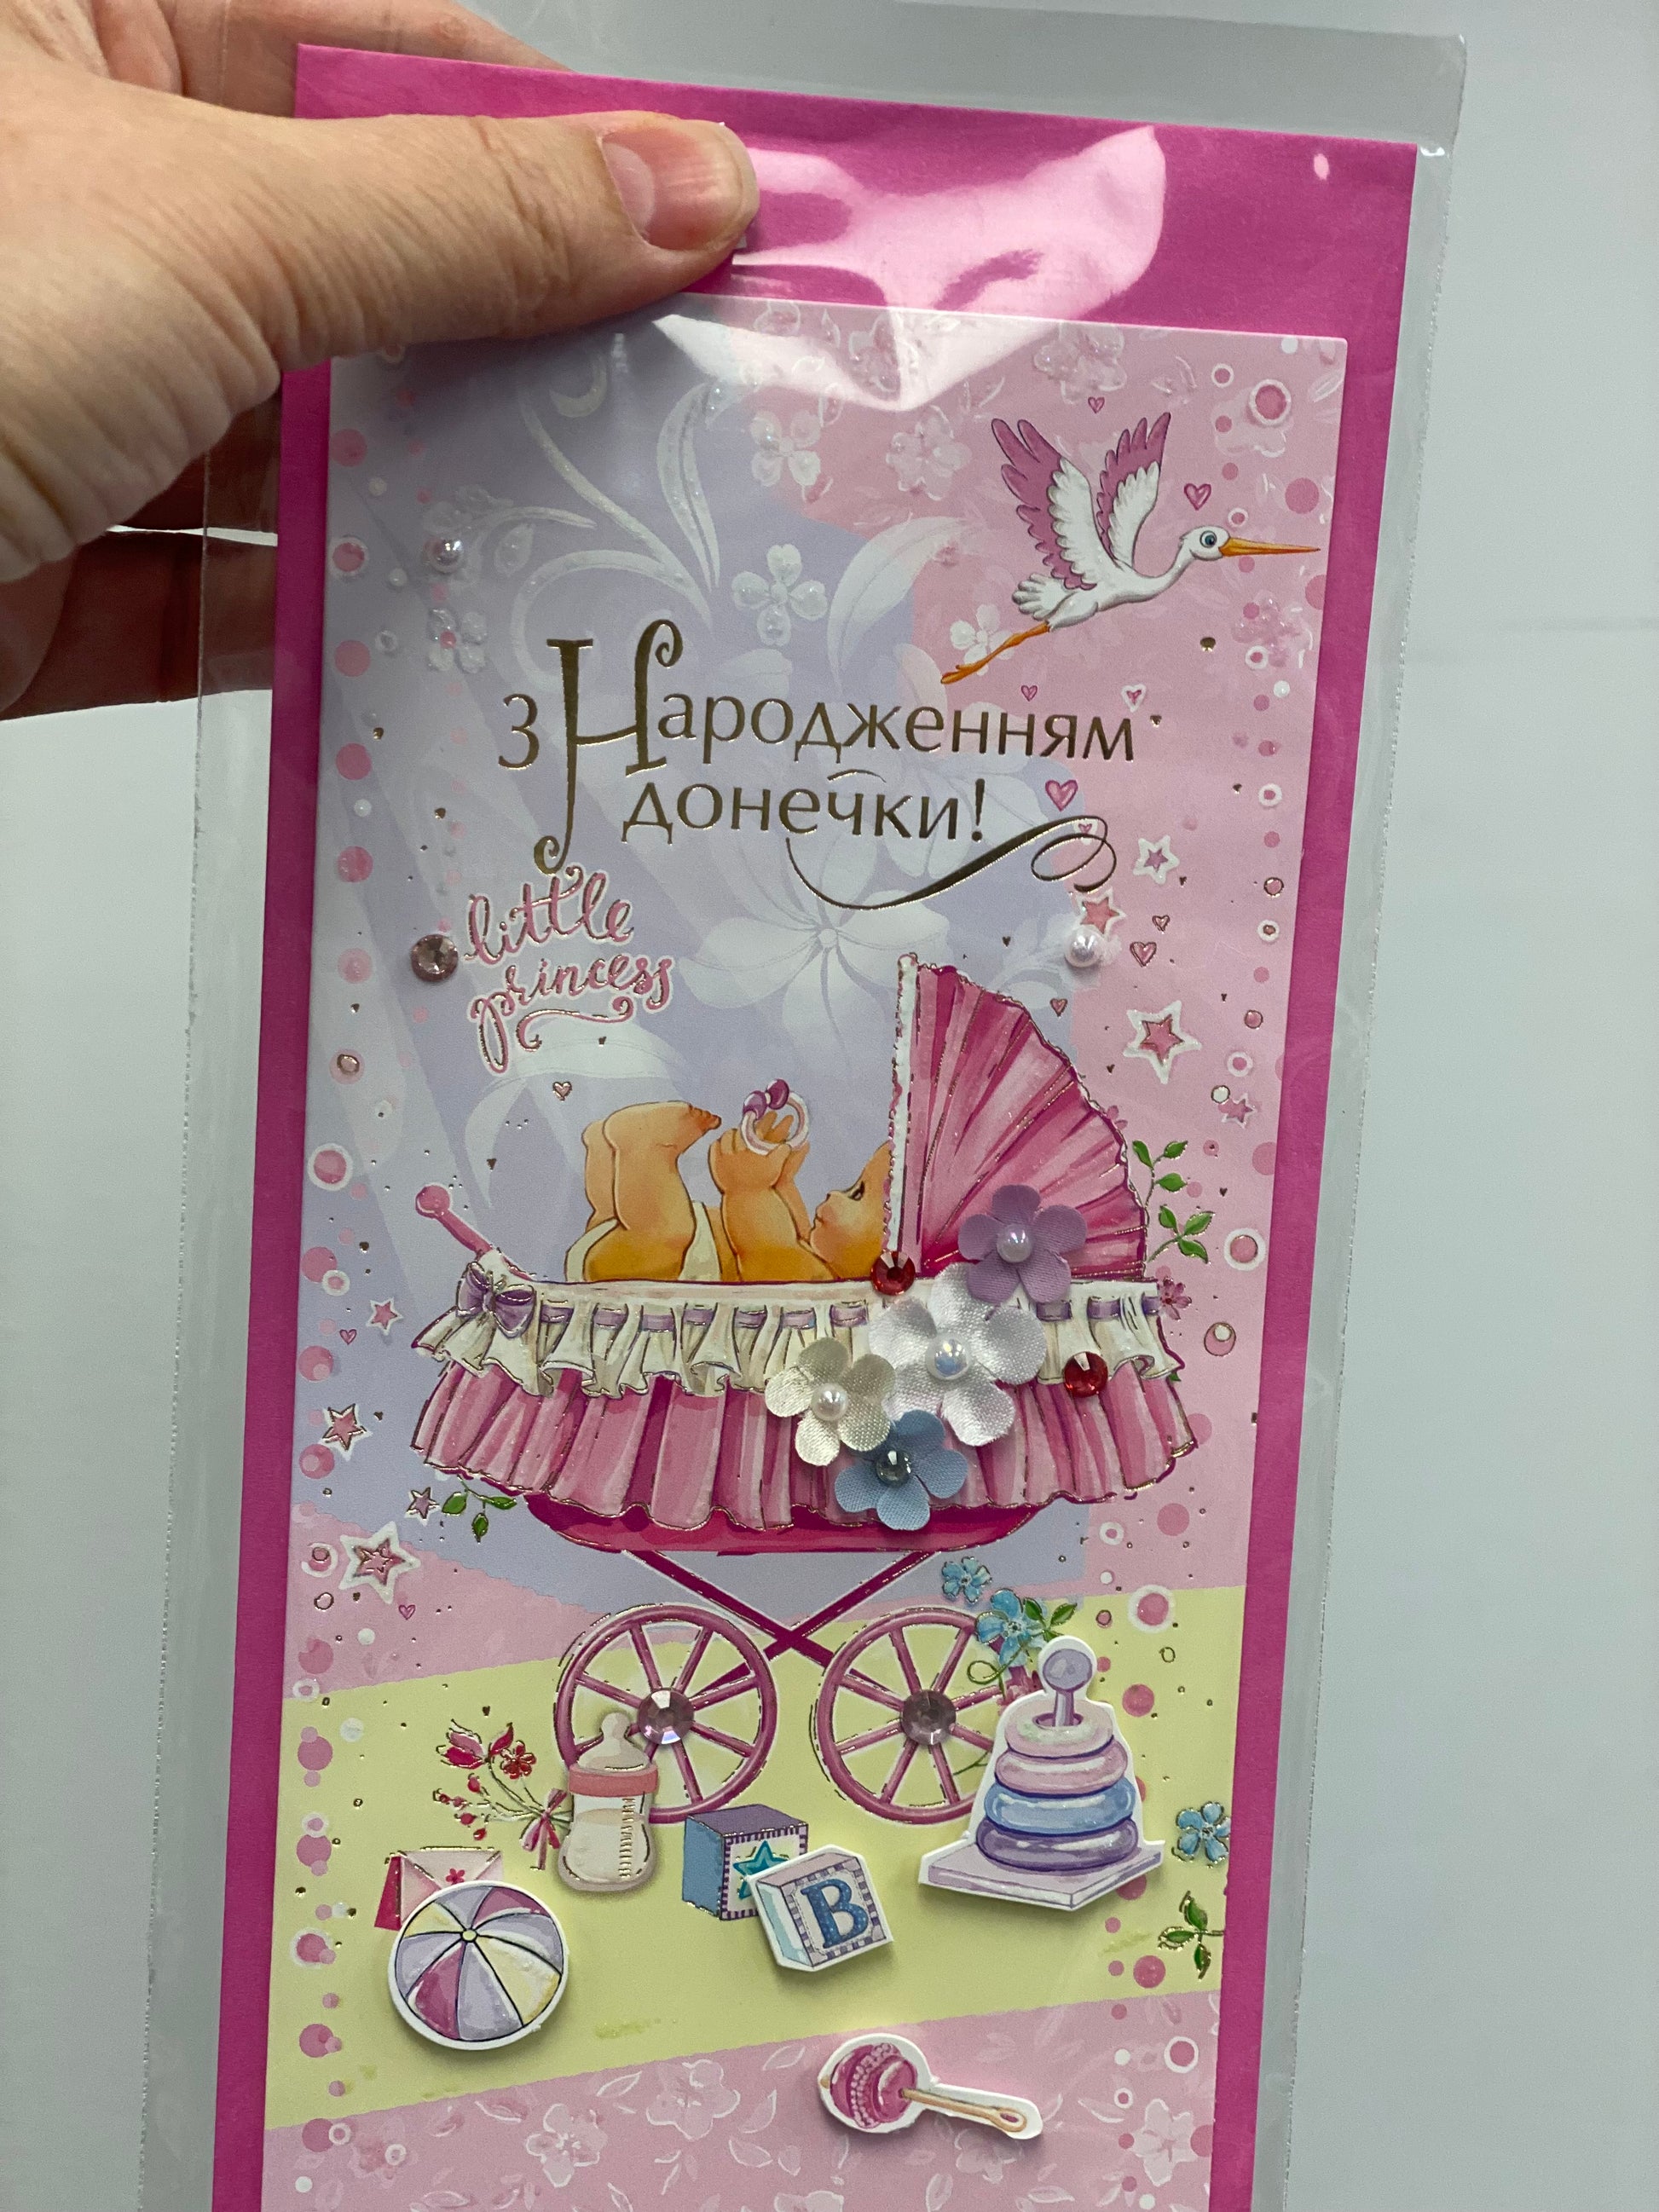 З Народженням
донечки!
little
princess
B